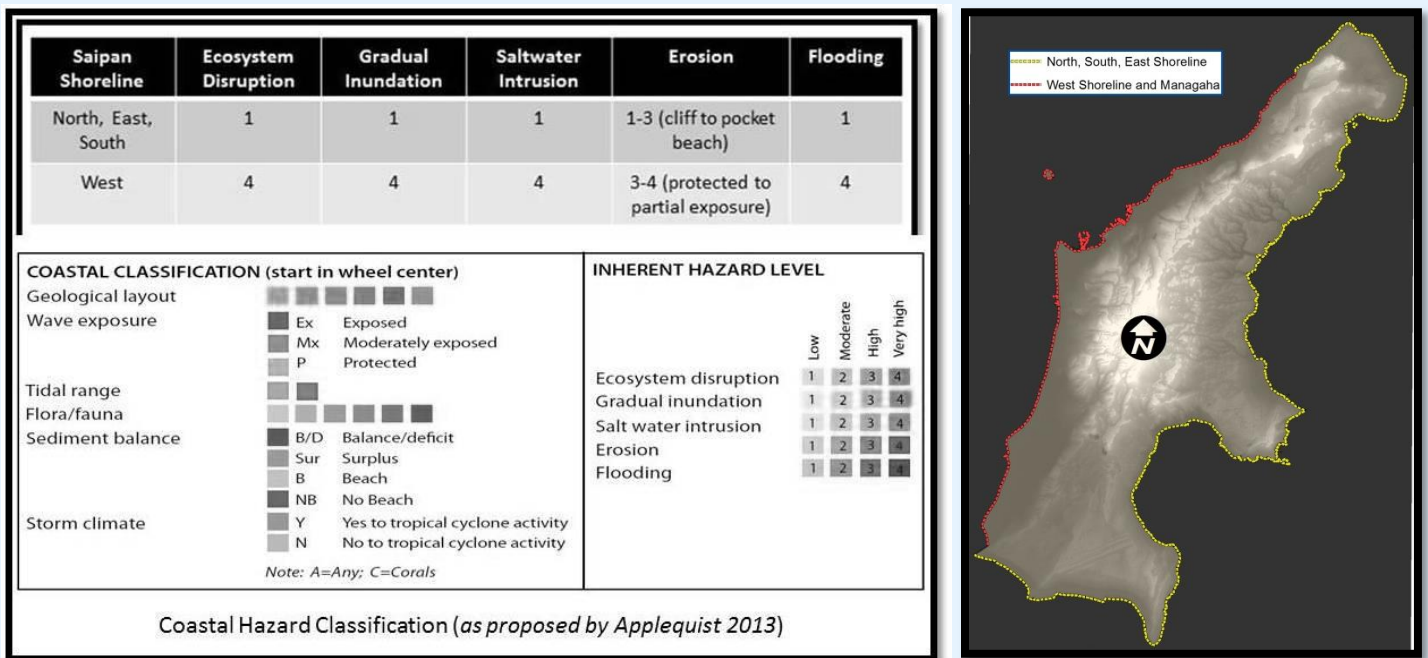 Saipan Shoreline Ecosystem Disruption Gradual Inundation Saltwater Intrusion Erosion Flooding
North, East, South 1 1 1 1-3 (cliff to pocket beach) 1
West 4 4 4 3-4 (protected to partial exposure) 4
COASTAL CLASSIFICATION (start in wheel center)
Geological layout
Wave exposure
Ex Exposed
Mx Moderately exposed
P Protected
Tidal range
Flora/fauna
Sediment balance
B/D Balance/deficit
Sur Surplus
B Beach
NB No Beach
Storm climate
Y Yes to tropical cyclone activity
N No to tropical cyclone activity
Note: A=Any; C=Corals
INHERENT HAZARD LEVEL
Low Moderate High Very high
Ecosystem disruption 1 2 3 4
Gradual inundation 1 2 3 4
Salt water intrusion 1 2 3 4
Erosion 1 2 3 4
Flooding 1 2 3 4
Coastal Hazard Classification (as proposed by Applequist 2013)
North, South, East Shoreline
West Shoreline and Managaha
N